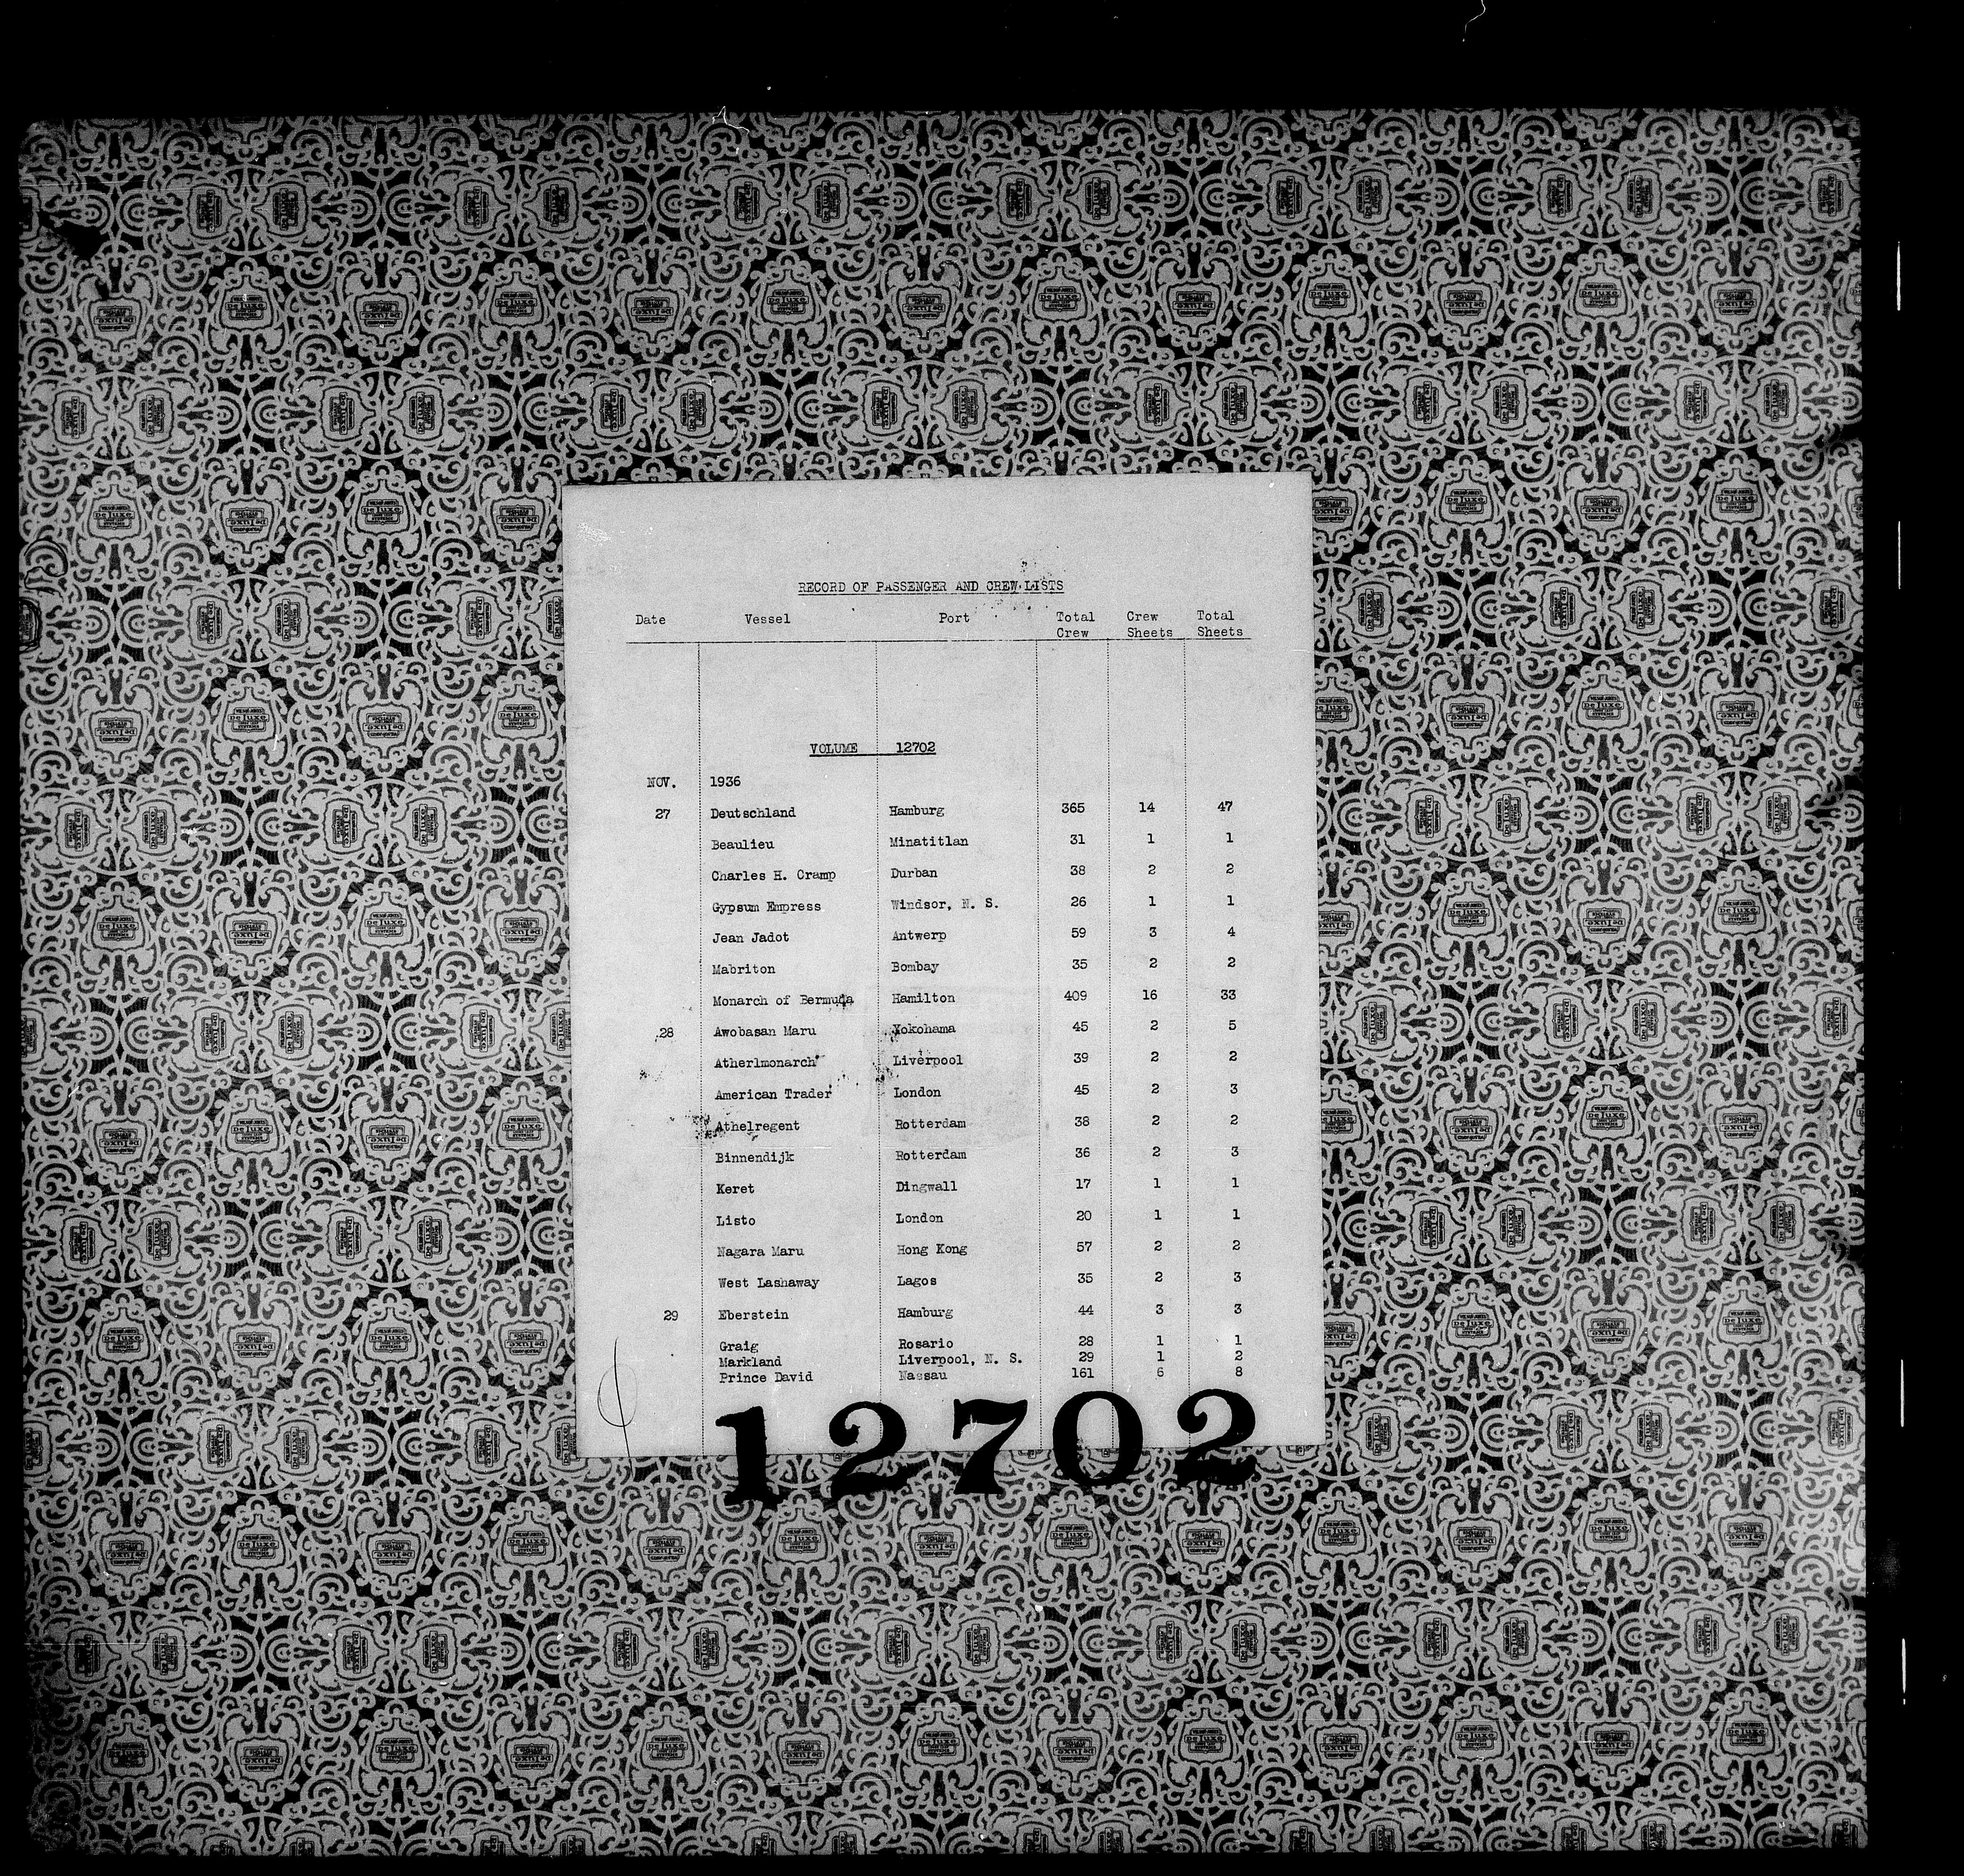 RECORD OF PASSENGER AND CREW LISTS
Date Vessel Port Total Crew Total
Crew Sheets Sheets
VOLUME 12702
NOV. 1936
27 Deutschland Hamburg 365 14 47
Beaulieu Minatitlan 31 1 1
Charles H. Cramp Durban 38 2 2
Gypsum Empress Windsor, N. S. 26 1 1
Jean Jadot Antwerp 59 3 4
Mabriton Bombay 35 2 2
Monarch of Bermuda Hamilton 409 16 33
28 Awobasan Maru Yokohama 45 2 5
Atherlmonarch Liverpool 39 2 2
American Trader London 45 2 3
Athelregent Rotterdam 38 2 2
Binnendijk Rotterdam 36 2 3
Keret Dingwall 17 1 1
Listo London 20 1 1
Nagara Maru Hong Kong 57 2 2
West Lashaway Lagos 35 2 3
29 Eberstein Hamburg 44 3 3
Graig Rosario 28 1 1
Markland Liverpool, N. S. 29 1 2
Prince David Nassau 161 6 8
12702
De Luxe